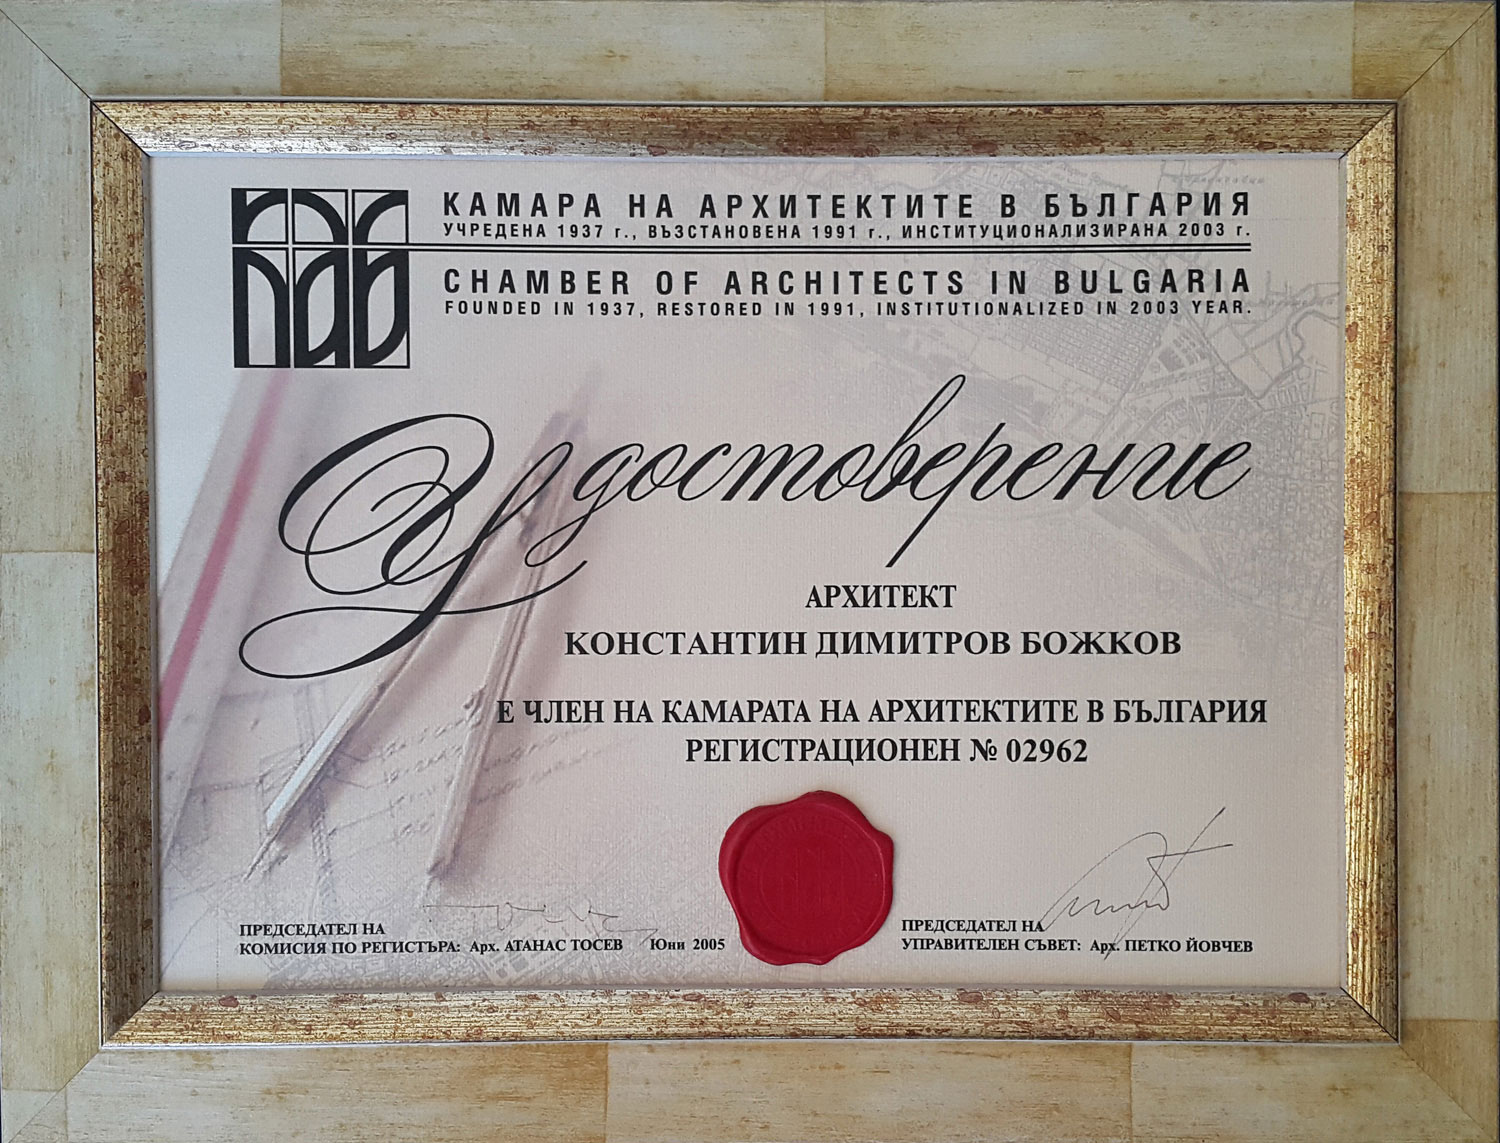 КАМАРА НА АРХИТЕКТИТЕ В БЪЛГАРИЯ
УЧРЕДЕНА 1937 г., ВЪЗСТАНОВЕНА 1991 г., ИНСТИТУЦИОНАЛИЗИРАНА 2003 г.
CHAMBER OF ARCHITECTS IN BULGARIA
FOUNDED IN 1937, RESTORED IN 1991, INSTITUTIONALIZED IN 2003 YEAR.
Удостоверение
АРХИТЕКТ
КОНСТАНТИН ДИМИТРОВ БОЖКОВ
Е ЧЛЕН НА КАМАРАТА НА АРХИТЕКТИТЕ В БЪЛГАРИЯ
РЕГИСТРАЦИОНЕН № 02962
ПРЕДСЕДАТЕЛ НА
КОМИСИЯ ПО РЕГИСТЪРА: Арх. АТАНАС ТОСЕВ Юни 2005
ПРЕДСЕДАТЕЛ НА
УПРАВИТЕЛЕН СЪВЕТ: Арх. ПЕТКО ЙОВЧЕВ